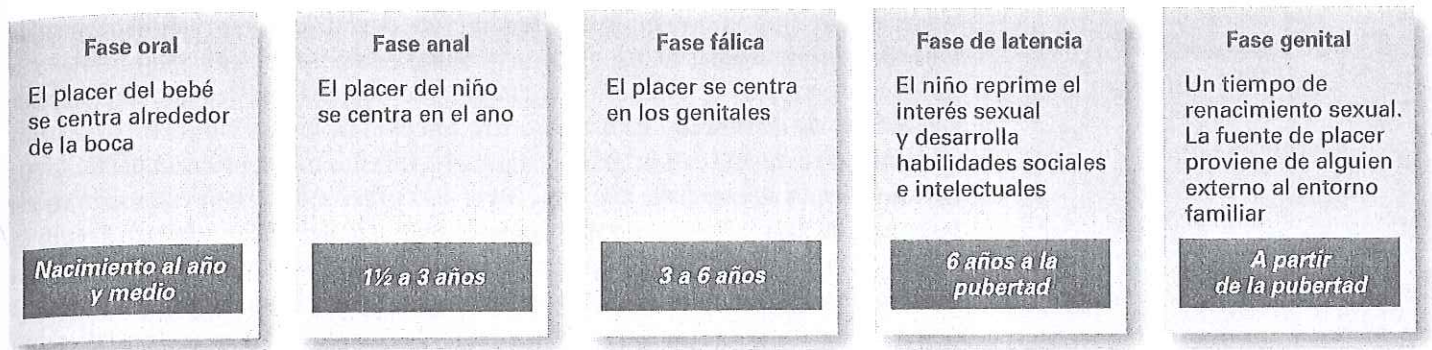 Fase oral
El placer del bebé
se centra alrededor
de la boca
Nacimiento al año
y medio
Fase anal
El placer del niño
se centra en el ano
1½ a 3 años
Fase fálica
El placer se centra
en los genitales
3 a 6 años
Fase de latencia
El niño reprime el
interés sexual
y desarrolla
habilidades sociales
e intelectuales
6 años a la
pubertad
Fase genital
Un tiempo de
renacimiento sexual.
La fuente de placer
proviene de alguien
externo al entorno
familiar
A partir
de la pubertad